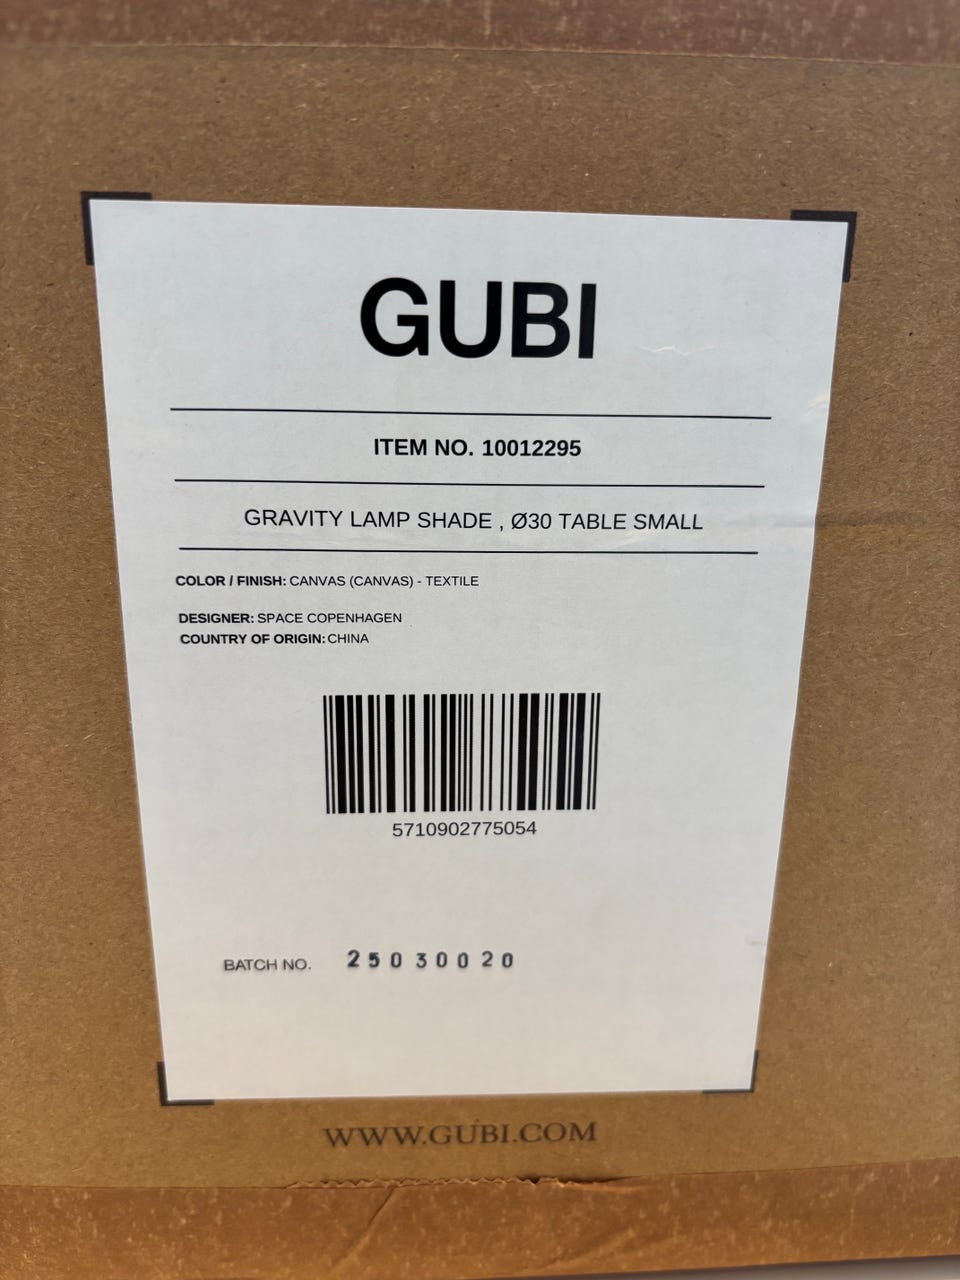 GUBI
ITEM NO. 10012295
GRAVITY LAMP SHADE , Ø30 TABLE SMALL
COLOR / FINISH: CANVAS (CANVAS) - TEXTILE
DESIGNER: SPACE COPENHAGEN
COUNTRY OF ORIGIN: CHINA
5710902775054
BATCH NO. 25030020
WWW.GUBI.COM